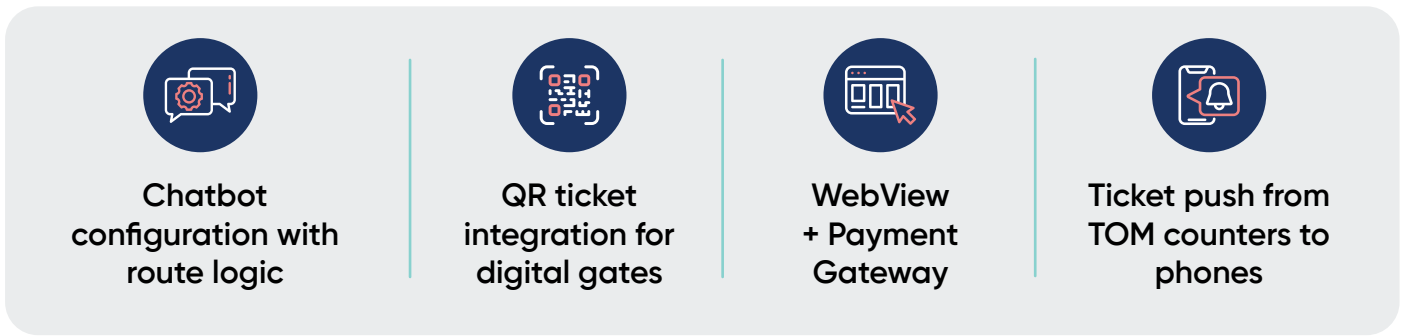 Chatbot
configuration with
route logic
QR ticket
integration for
digital gates
WebView
+ Payment
Gateway
Ticket push from
TOM counters to
phones